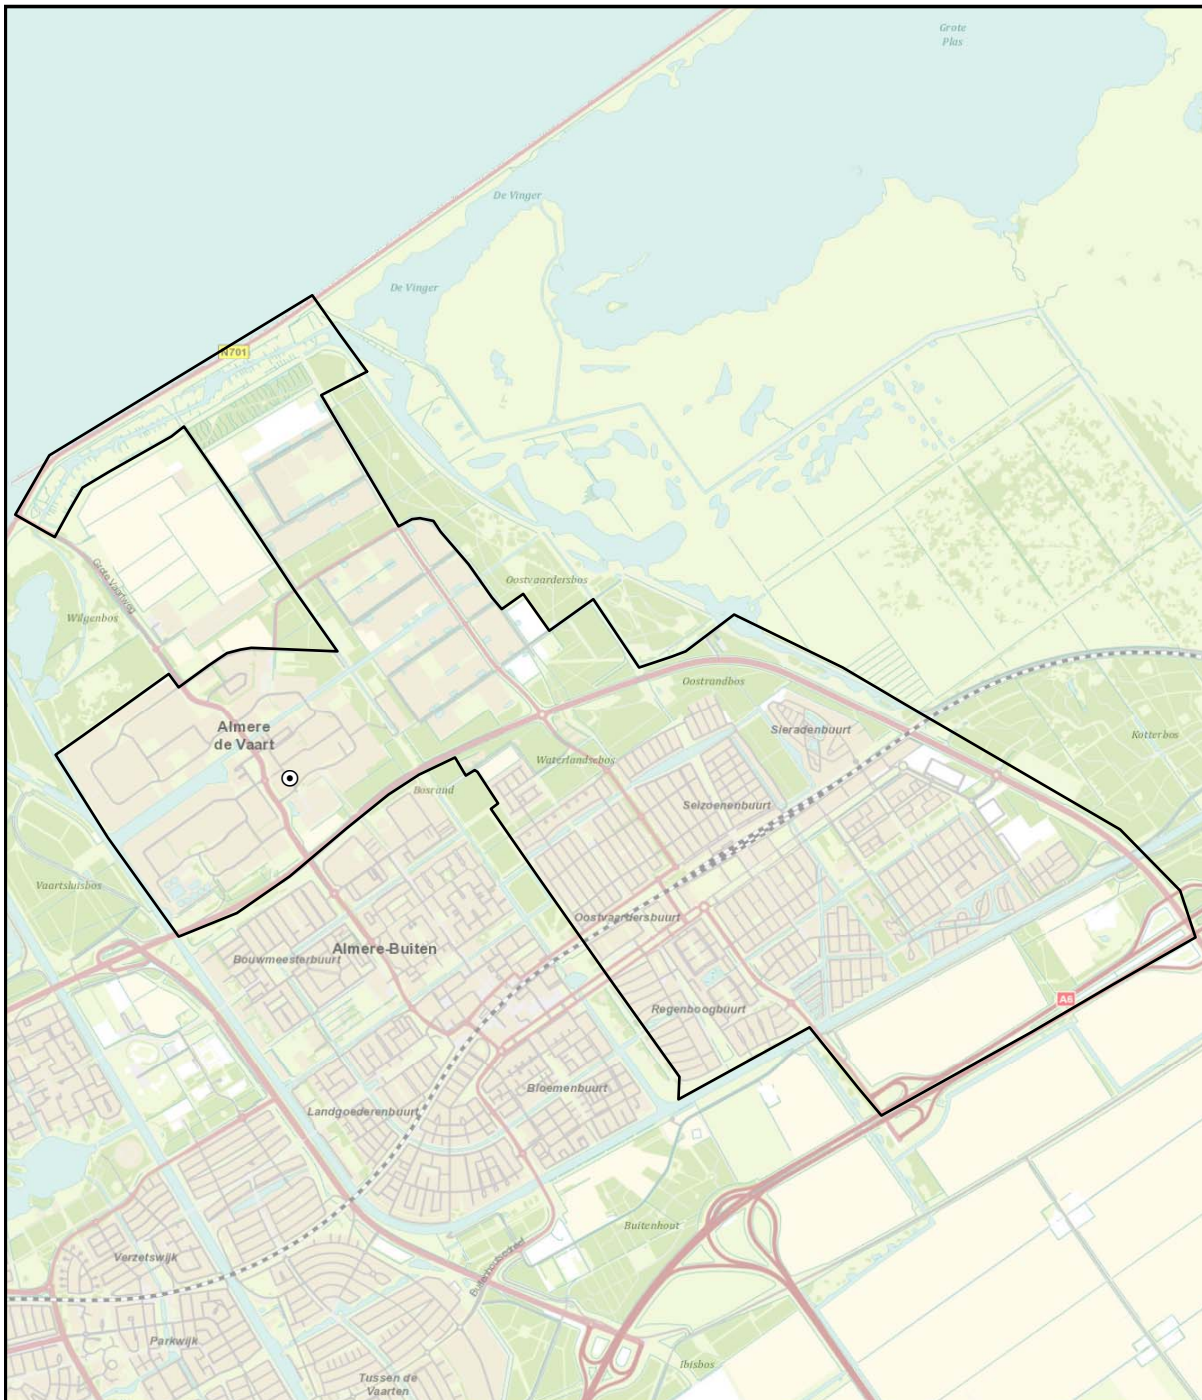 Grote
Plas
De Vinger
De Vinger
N701
Grote Vaartweg
Oostvaardersbos
Wilgenbos
Oostrandbos
Almere
de Vaart
Sieradenbuurt
Kotterbos
Waterlandsebos
Bosrand
Seizoenenbuurt
Vaartsluisbos
Oostvaardersbuurt
Almere-Buiten
Bouwmeesterbuurt
A6
Regenboogbuurt
Bloemenbuurt
Landgoederenbuurt
Buitenhout
Verzetswijk
Parkwijk
Ibisbos
Tussen de
Vaarten